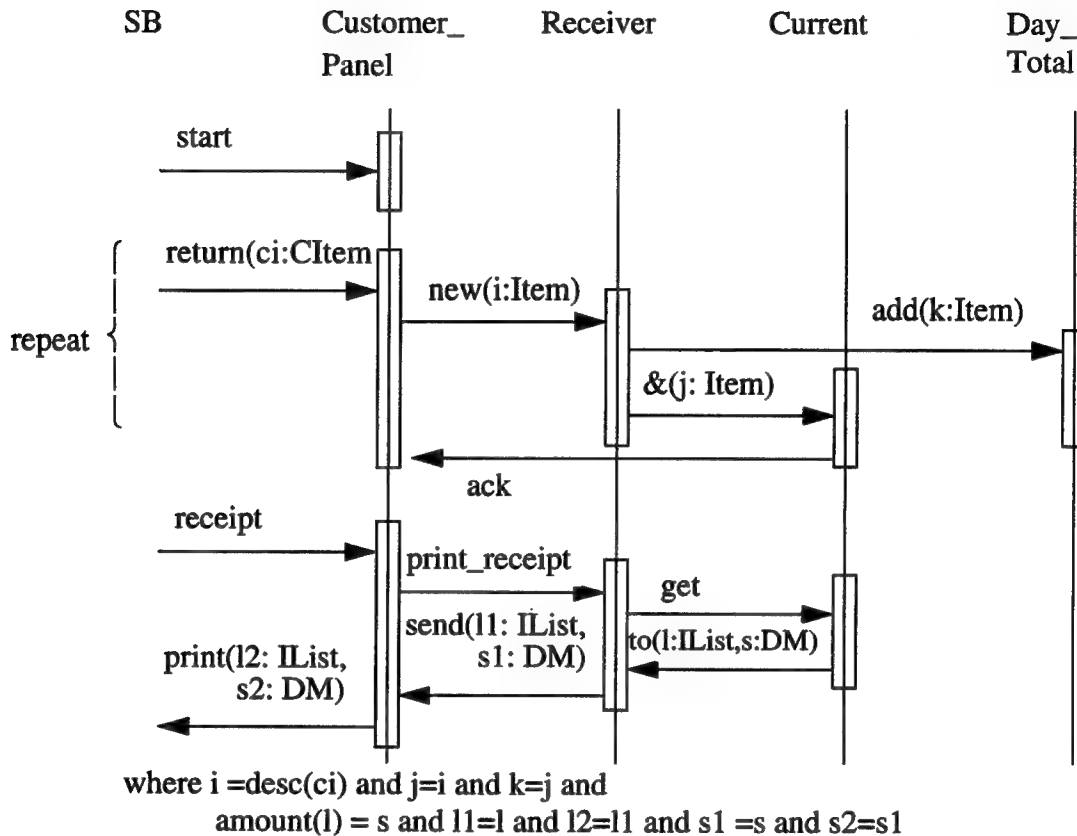 SB Customer_ Receiver Current Day_
Panel Total
start
return(ci:CItem
new(i:Item)
add(k:Item)
repeat
&(j: Item)
ack
receipt
print_receipt
get
send(l1: IList,
to(l:IList,s:DM)
s1: DM)
print(l2: IList,
s2: DM)
where i =desc(ci) and j=i and k=j and
amount(l) = s and l1=l and l2=l1 and s1 =s and s2=s1